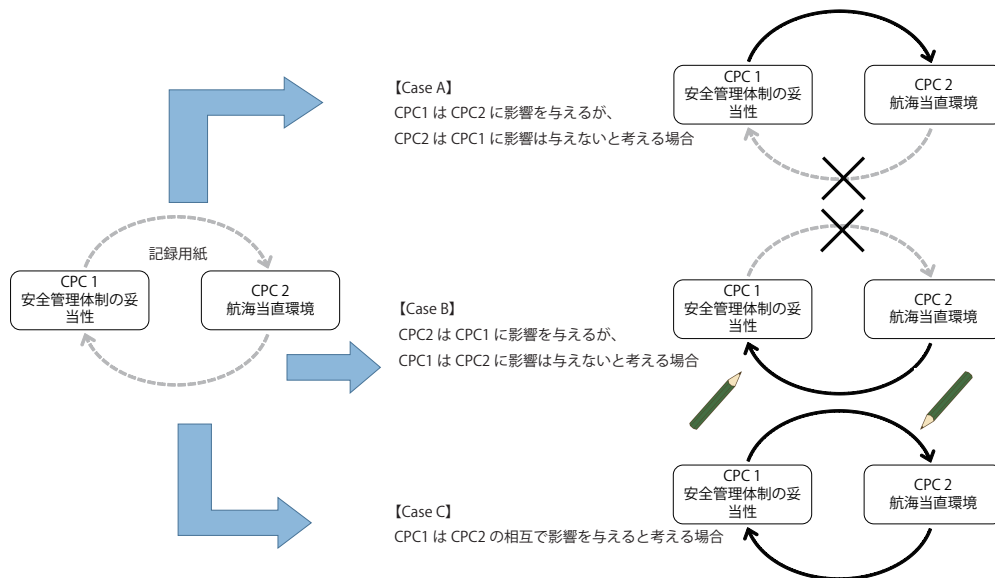 【Case A】
CPC1 は CPC2 に影響を与えるが、
CPC2 は CPC1 に影響は与えないと考える場合
CPC 1
安全管理体制の妥
当性
CPC 2
航海当直環境
記録用紙
CPC 1
安全管理体制の妥
当性
CPC 2
航海当直環境
【Case B】
CPC2 は CPC1 に影響を与えるが、
CPC1 は CPC2 に影響は与えないと考える場合
CPC 1
安全管理体制の妥
当性
CPC 2
航海当直環境
【Case C】
CPC1 は CPC2 の相互で影響を与えると考える場合
CPC 1
安全管理体制の妥
当性
CPC 2
航海当直環境